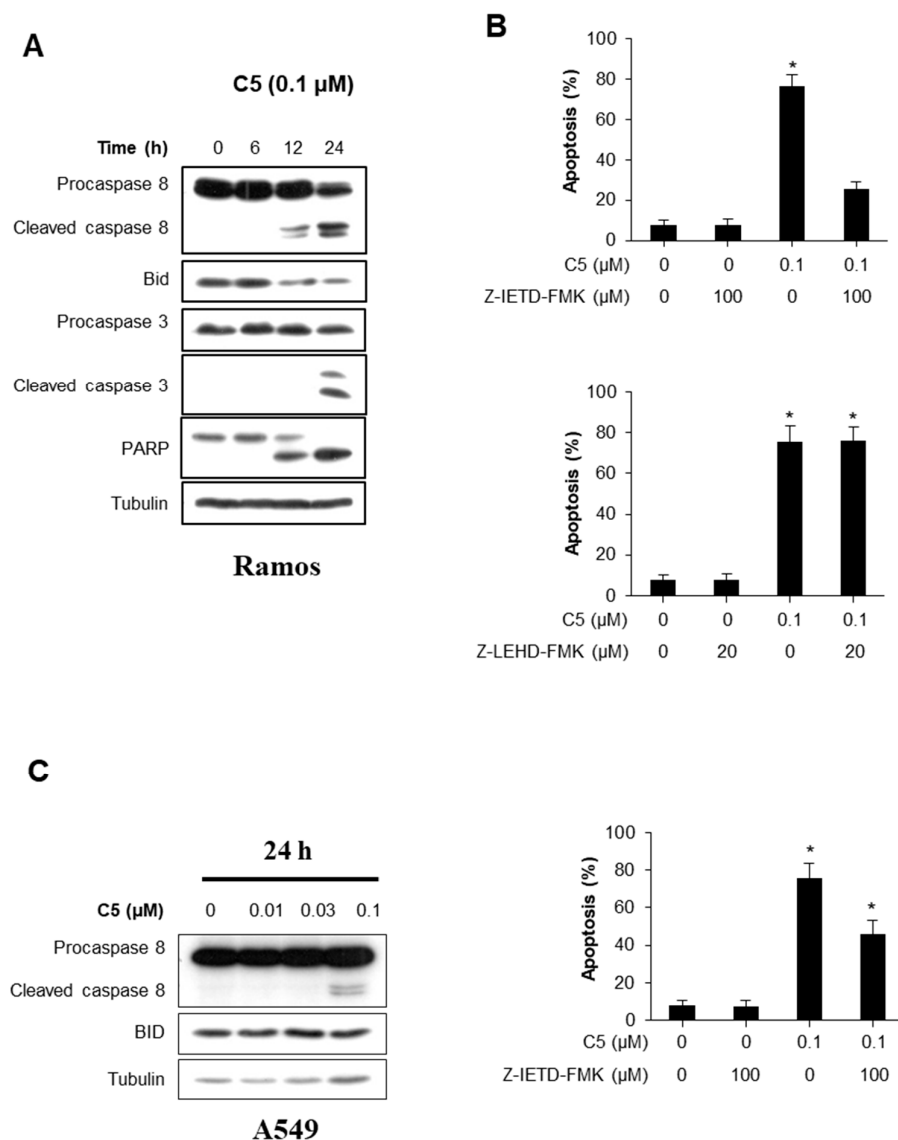 A
C5 (0.1 µM)
Time (h) 0 6 12 24
Procaspase 8
Cleaved caspase 8
Bid
Procaspase 3
Cleaved caspase 3
PARP
Tubulin
Ramos
B
100
80
60
40
20
0
Apoptosis (%)
*
C5 (µM) 0 0 0.1 0.1
Z-IETD-FMK (µM) 0 100 0 100
100
80
60
40
20
0
Apoptosis (%)
* *
C5 (µM) 0 0 0.1 0.1
Z-LEHD-FMK (µM) 0 20 0 20
C
24 h
C5 (µM) 0 0.01 0.03 0.1
Procaspase 8
Cleaved caspase 8
BID
Tubulin
A549
100
80
60
40
20
0
Apoptosis (%)
* *
C5 (µM) 0 0 0.1 0.1
Z-IETD-FMK (µM) 0 100 0 100